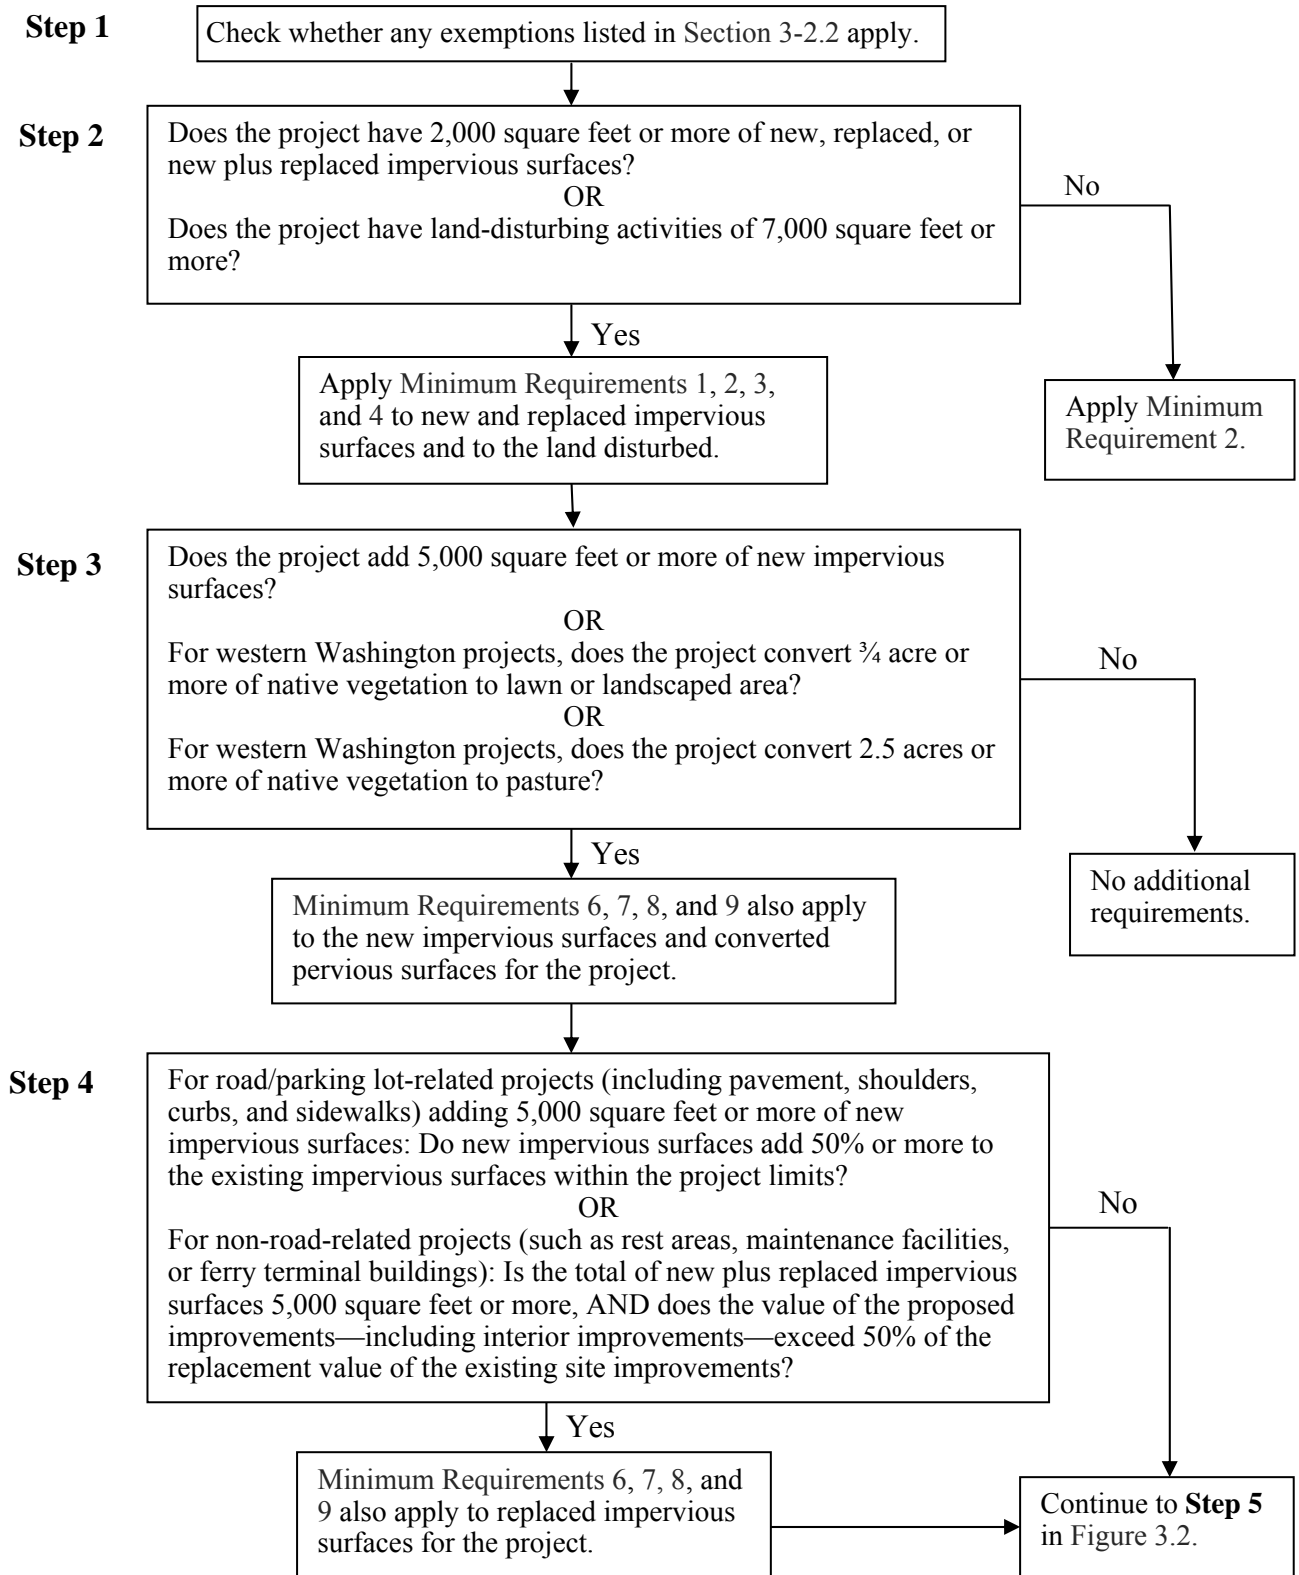 Step 1
Check whether any exemptions listed in Section 3-2.2 apply.
Step 2
Does the project have 2,000 square feet or more of new, replaced, or
new plus replaced impervious surfaces?
OR
Does the project have land-disturbing activities of 7,000 square feet or
more?
No
Yes
Apply Minimum Requirements 1, 2, 3,
and 4 to new and replaced impervious
surfaces and to the land disturbed.
Apply Minimum
Requirement 2.
Step 3
Does the project add 5,000 square feet or more of new impervious
surfaces?
OR
For western Washington projects, does the project convert ¾ acre or
more of native vegetation to lawn or landscaped area?
OR
For western Washington projects, does the project convert 2.5 acres or
more of native vegetation to pasture?
No
Yes
Minimum Requirements 6, 7, 8, and 9 also apply
to the new impervious surfaces and converted
pervious surfaces for the project.
No additional
requirements.
Step 4
For road/parking lot-related projects (including pavement, shoulders,
curbs, and sidewalks) adding 5,000 square feet or more of new
impervious surfaces: Do new impervious surfaces add 50% or more to
the existing impervious surfaces within the project limits?
OR
For non-road-related projects (such as rest areas, maintenance facilities,
or ferry terminal buildings): Is the total of new plus replaced impervious
surfaces 5,000 square feet or more, AND does the value of the proposed
improvements—including interior improvements—exceed 50% of the
replacement value of the existing site improvements?
No
Yes
Minimum Requirements 6, 7, 8, and
9 also apply to replaced impervious
surfaces for the project.
Continue to Step 5
in Figure 3.2.